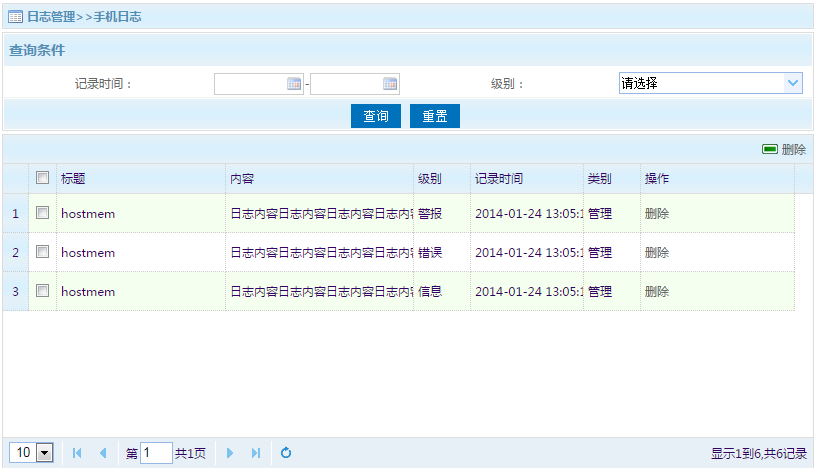 日志管理>>手机日志
查询条件
记录时间： - 级别： 请选择
查询 重置
删除
标题 内容 级别 记录时间 类别 操作
1 hostmem 日志内容日志内容日志内容日志内容 警报 2014-01-24 13:05:1 管理 删除
2 hostmem 日志内容日志内容日志内容日志内容 错误 2014-01-24 13:05:1 管理 删除
3 hostmem 日志内容日志内容日志内容日志内容 信息 2014-01-24 13:05:1 管理 删除
10 第 1 共1页 显示1到6,共6记录